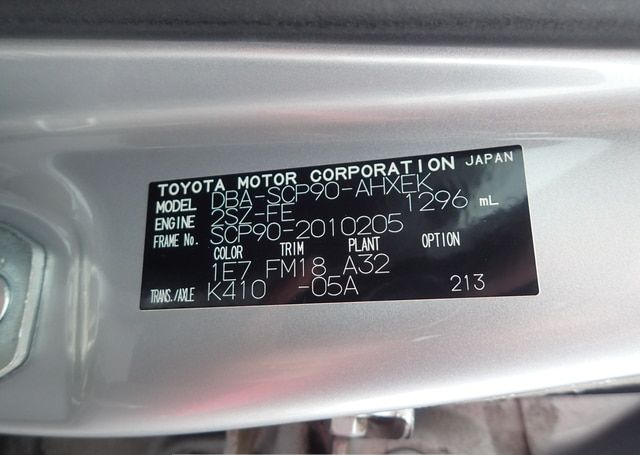 TOYOTA MOTOR CORPORATION JAPAN
MODEL DBA-SCP90-AHXEK
ENGINE 2SZ-FE 1296 mL
FRAME No. SCP90-2010205
COLOR TRIM PLANT OPTION
1E7 FM18 A32
TRANS./AXLE K410 -05A 213